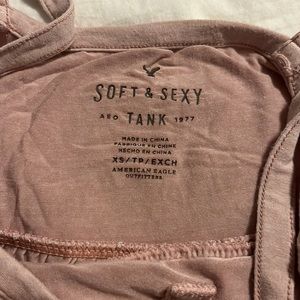 SOFT & SEXY
AEO TANK 1977
MADE IN CHINA
FABRIQUÉ EN CHINE
HECHO EN CHINA
XS/TP/EXCH
AMERICAN EAGLE
OUTFITTERS